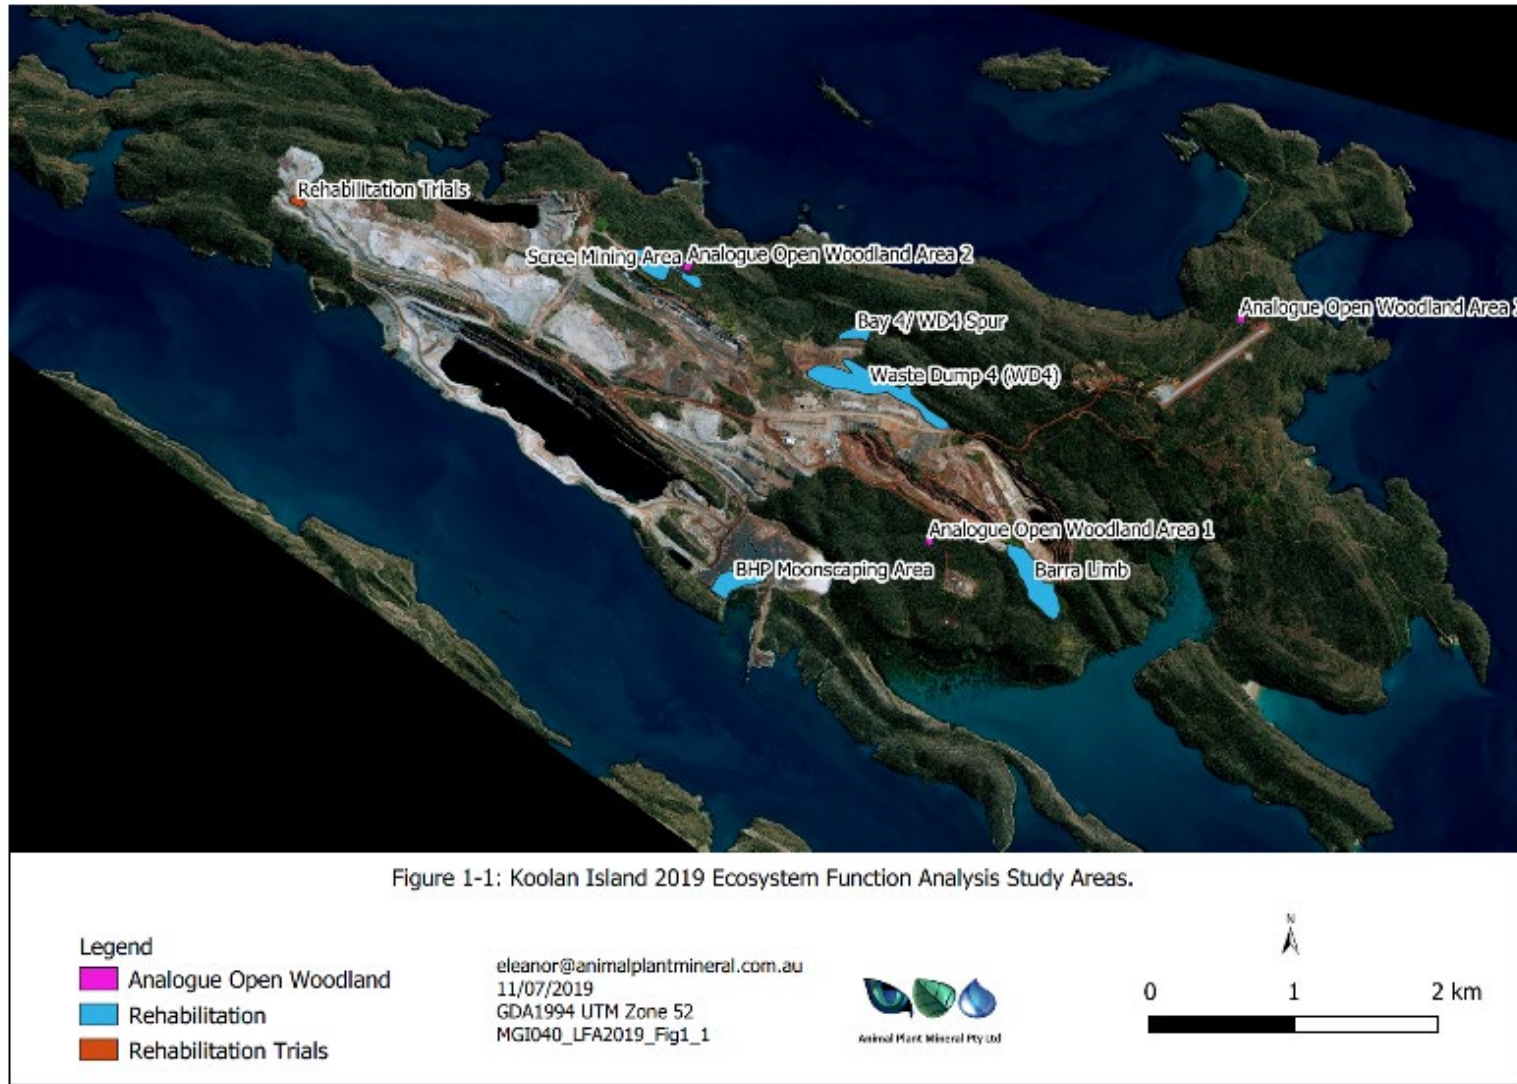 Rehabilitation Trials
Scree Mining Area
Analogue Open Woodland Area 2
Analogue Open Woodland Area
Bay 4/ WD4 Spur
Waste Dump 4 (WD4)
Analogue Open Woodland Area 1
BHP Moonscaping Area
Barra Limb
Figure 1-1: Koolan Island 2019 Ecosystem Function Analysis Study Areas.
Legend
Analogue Open Woodland
Rehabilitation
Rehabilitation Trials
eleanor@animalplantmineral.com.au
11/07/2019
GDA1994 UTM Zone 52
MGI040_LFA2019_Fig1_1
Animal Plant Mineral Pty Ltd
N
0 1 2 km